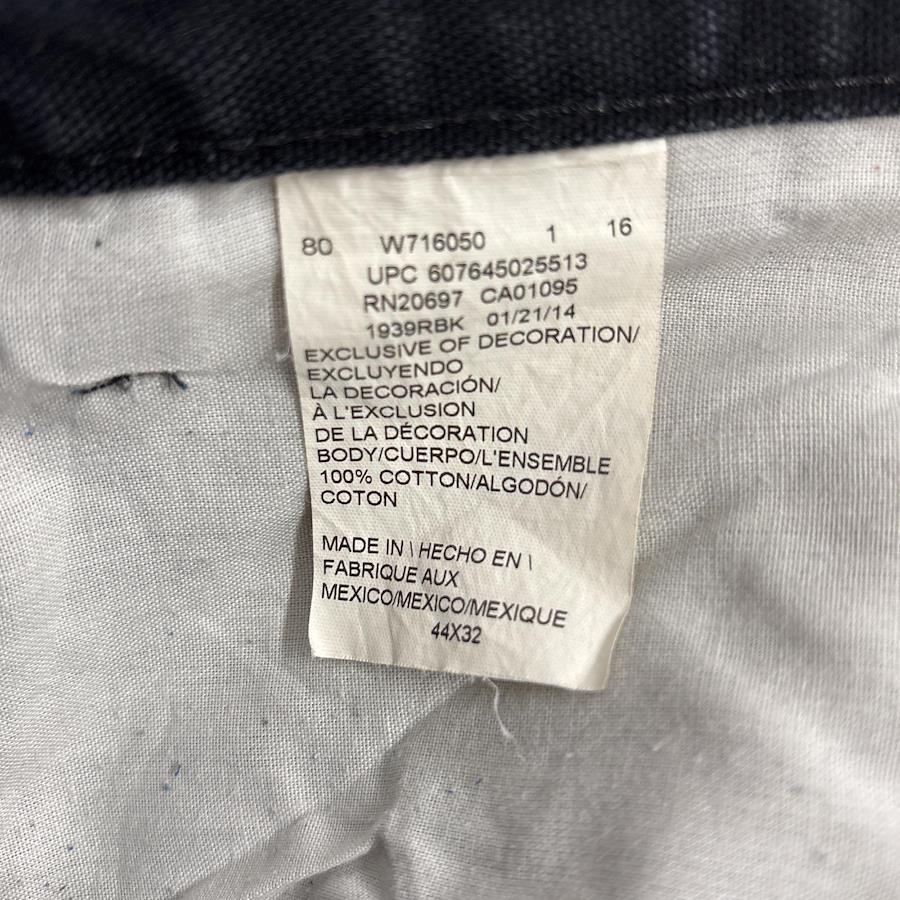 80 W716050 1 16
UPC 607645025513
RN20697 CA01095
1939RBK 01/21/14
EXCLUSIVE OF DECORATION/
EXCLUYENDO
LA DECORACIÓN/
À L'EXCLUSION
DE LA DÉCORATION
BODY/CUERPO/L'ENSEMBLE
100% COTTON/ALGODÓN/
COTON
MADE IN \ HECHO EN \
FABRIQUE AUX
MEXICO/MEXICO/MEXIQUE
44X32